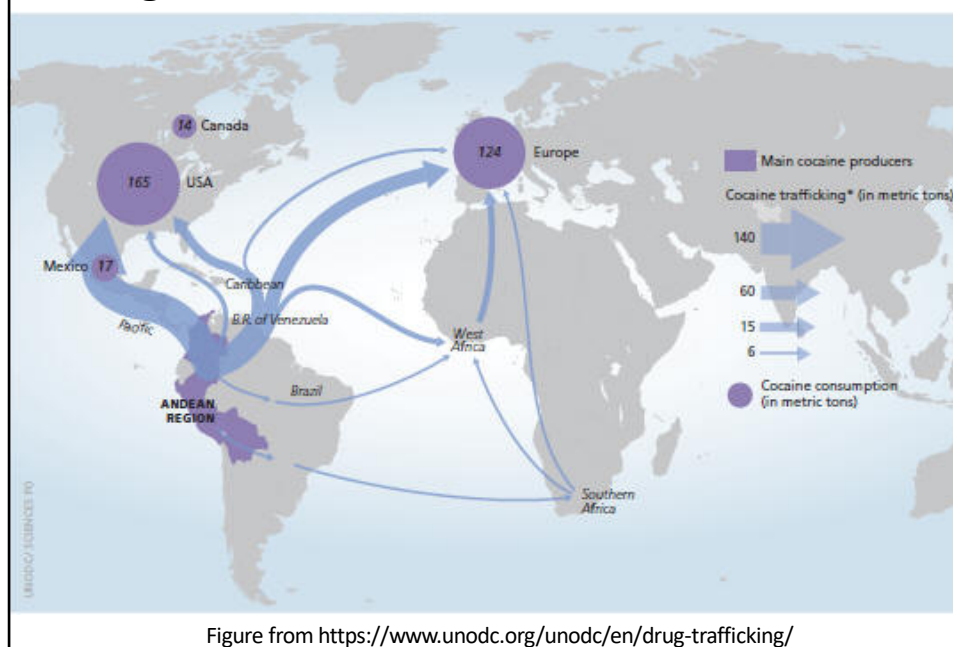 14 Canada
165 USA
124 Europe
Mexico 17
Caribbean
Pacific
B.R. of Venezuela
West
Africa
Brazil
ANDEAN
REGION
Southern
Africa
Main cocaine producers
Cocaine trafficking* (in metric tons)
140
60
15
6
Cocaine consumption
(in metric tons)
UNODC/ SCIENCES PO
Figure from https://www.unodc.org/unodc/en/drug-trafficking/